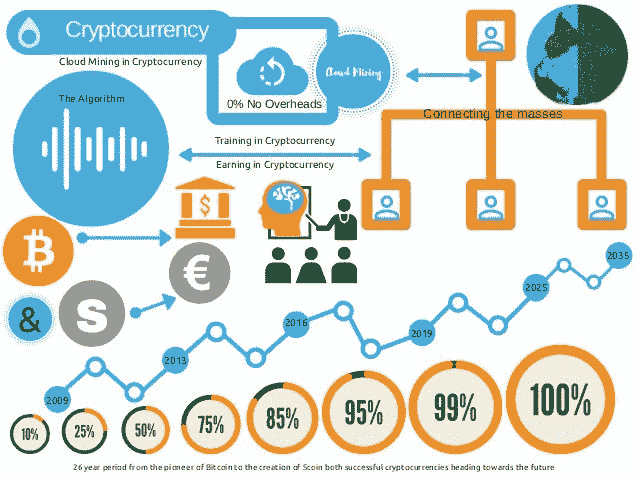 Cryptocurrency
Cloud Mining in Cryptocurrency
The Algorithm
0% No Overheads
Cloud Mining
Connecting the masses
Training in Cryptocurrency
Earning in Cryptocurrency
$
₿
€
&
S
2009
2013
2016
2019
2025
2035
10%
25%
50%
75%
85%
95%
99%
100%
26 year period from the pioneer of Bitcoin to the creation of Scoin both successful cryptocurrencies heading towards the future